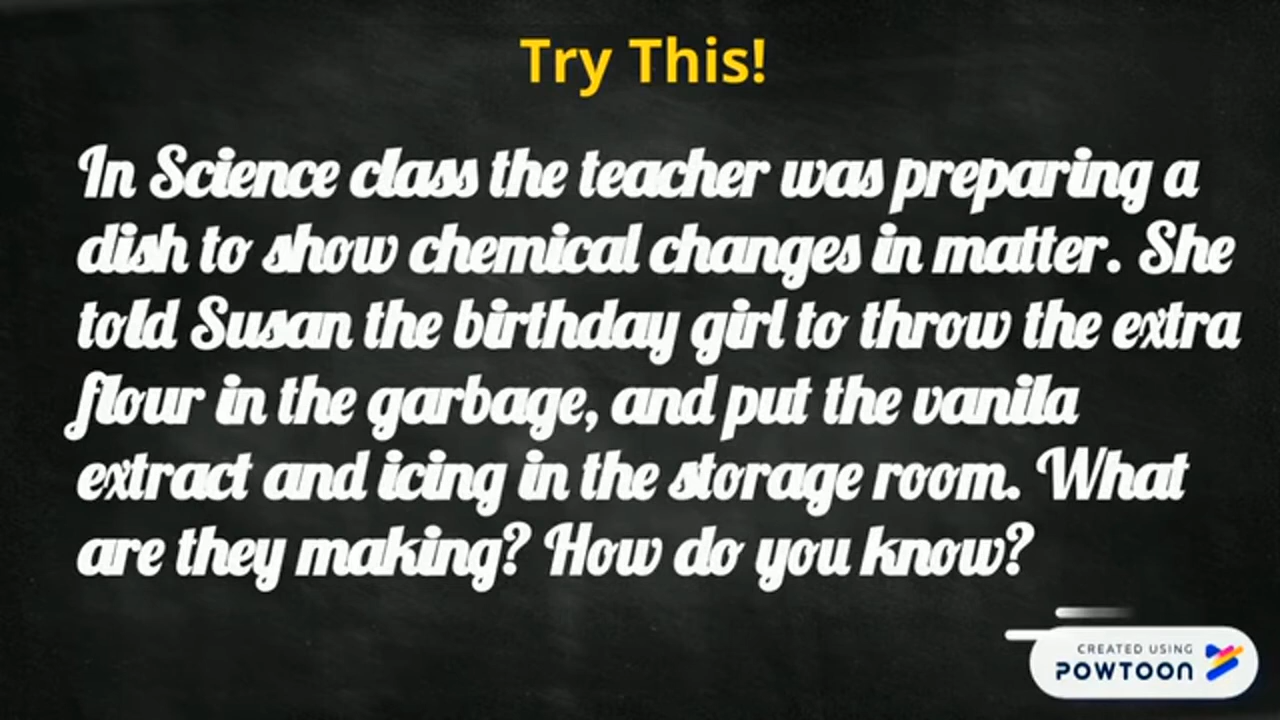 Try This!
In Science class the teacher was preparing a
dish to show chemical changes in matter. She
told Susan the birthday girl to throw the extra
flour in the garbage, and put the vanila
extract and icing in the storage room. What
are they making? How do you know?
CREATED USING
POWTOON